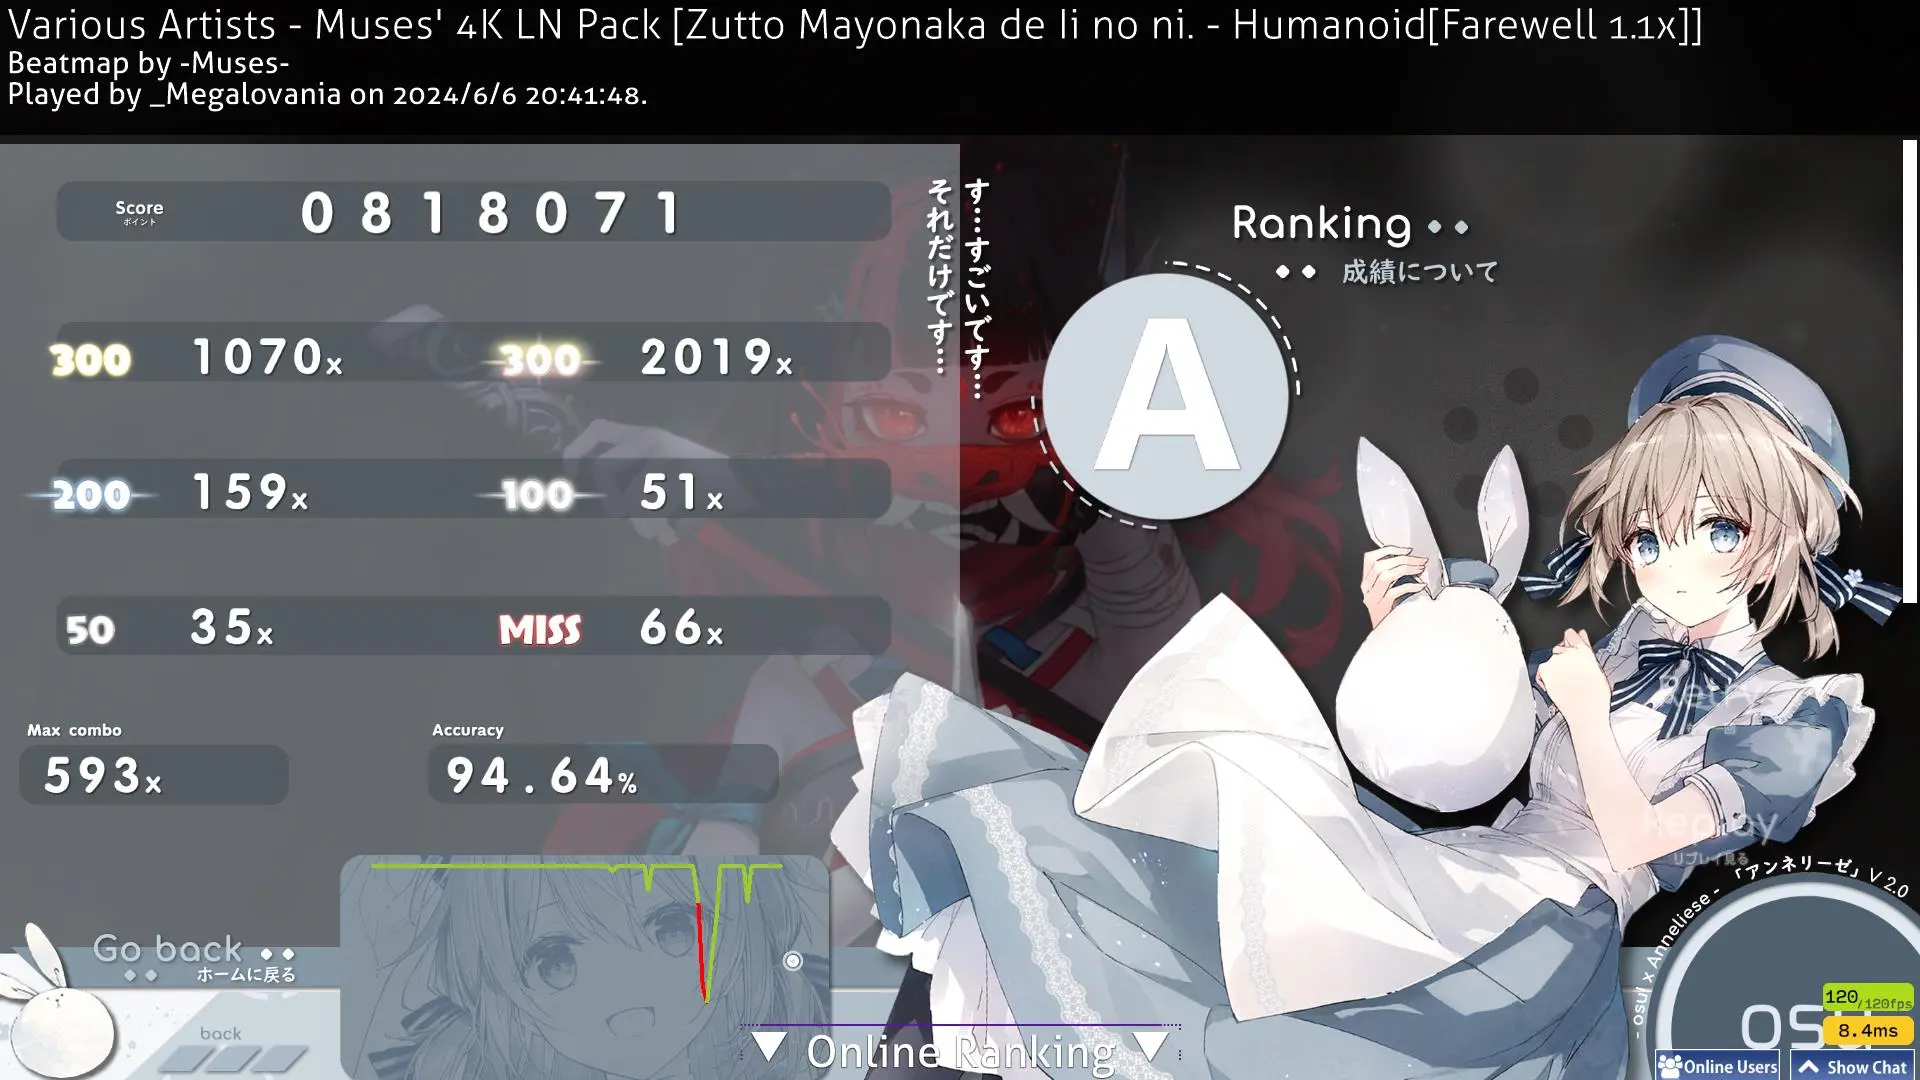 Various Artists - Muses' 4K LN Pack [Zutto Mayonaka de Ii no ni. - Humanoid[Farewell 1.1x]]
Beatmap by -Muses-
Played by _Megalovania on 2024/6/6 20:41:48.
Score
ポイント
0818071
す…すごいです…
それだけです…
Ranking
成績について
A
300 1070x 300 2019x
200 159x 100 51x
50 35x MISS 66x
Max combo
593x
Accuracy
94.64%
Replay
リプレイ見る
- osu! x Anneliese - 「アンネリーゼ」 V 2.0
Go back
ホームに戻る
back
Online Ranking
120/120fps
8.4ms
Online Users
Show Chat